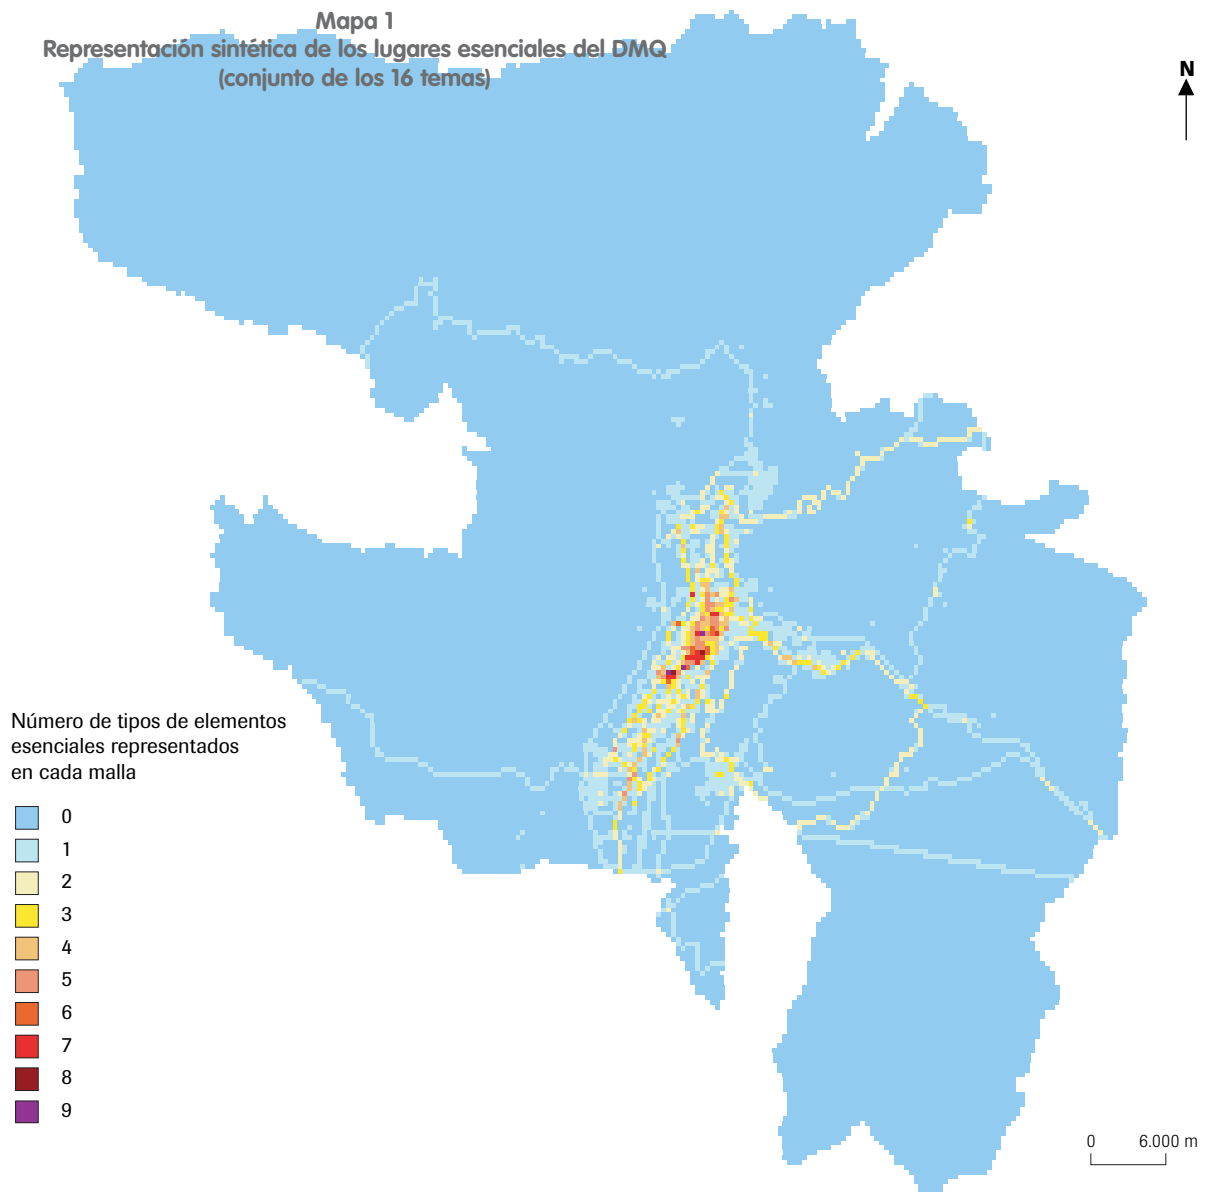 Mapa 1
Representación sintética de los lugares esenciales del DMQ
(conjunto de los 16 temas)
N
Número de tipos de elementos
esenciales representados
en cada malla
0
1
2
3
4
5
6
7
8
9
0 6.000 m